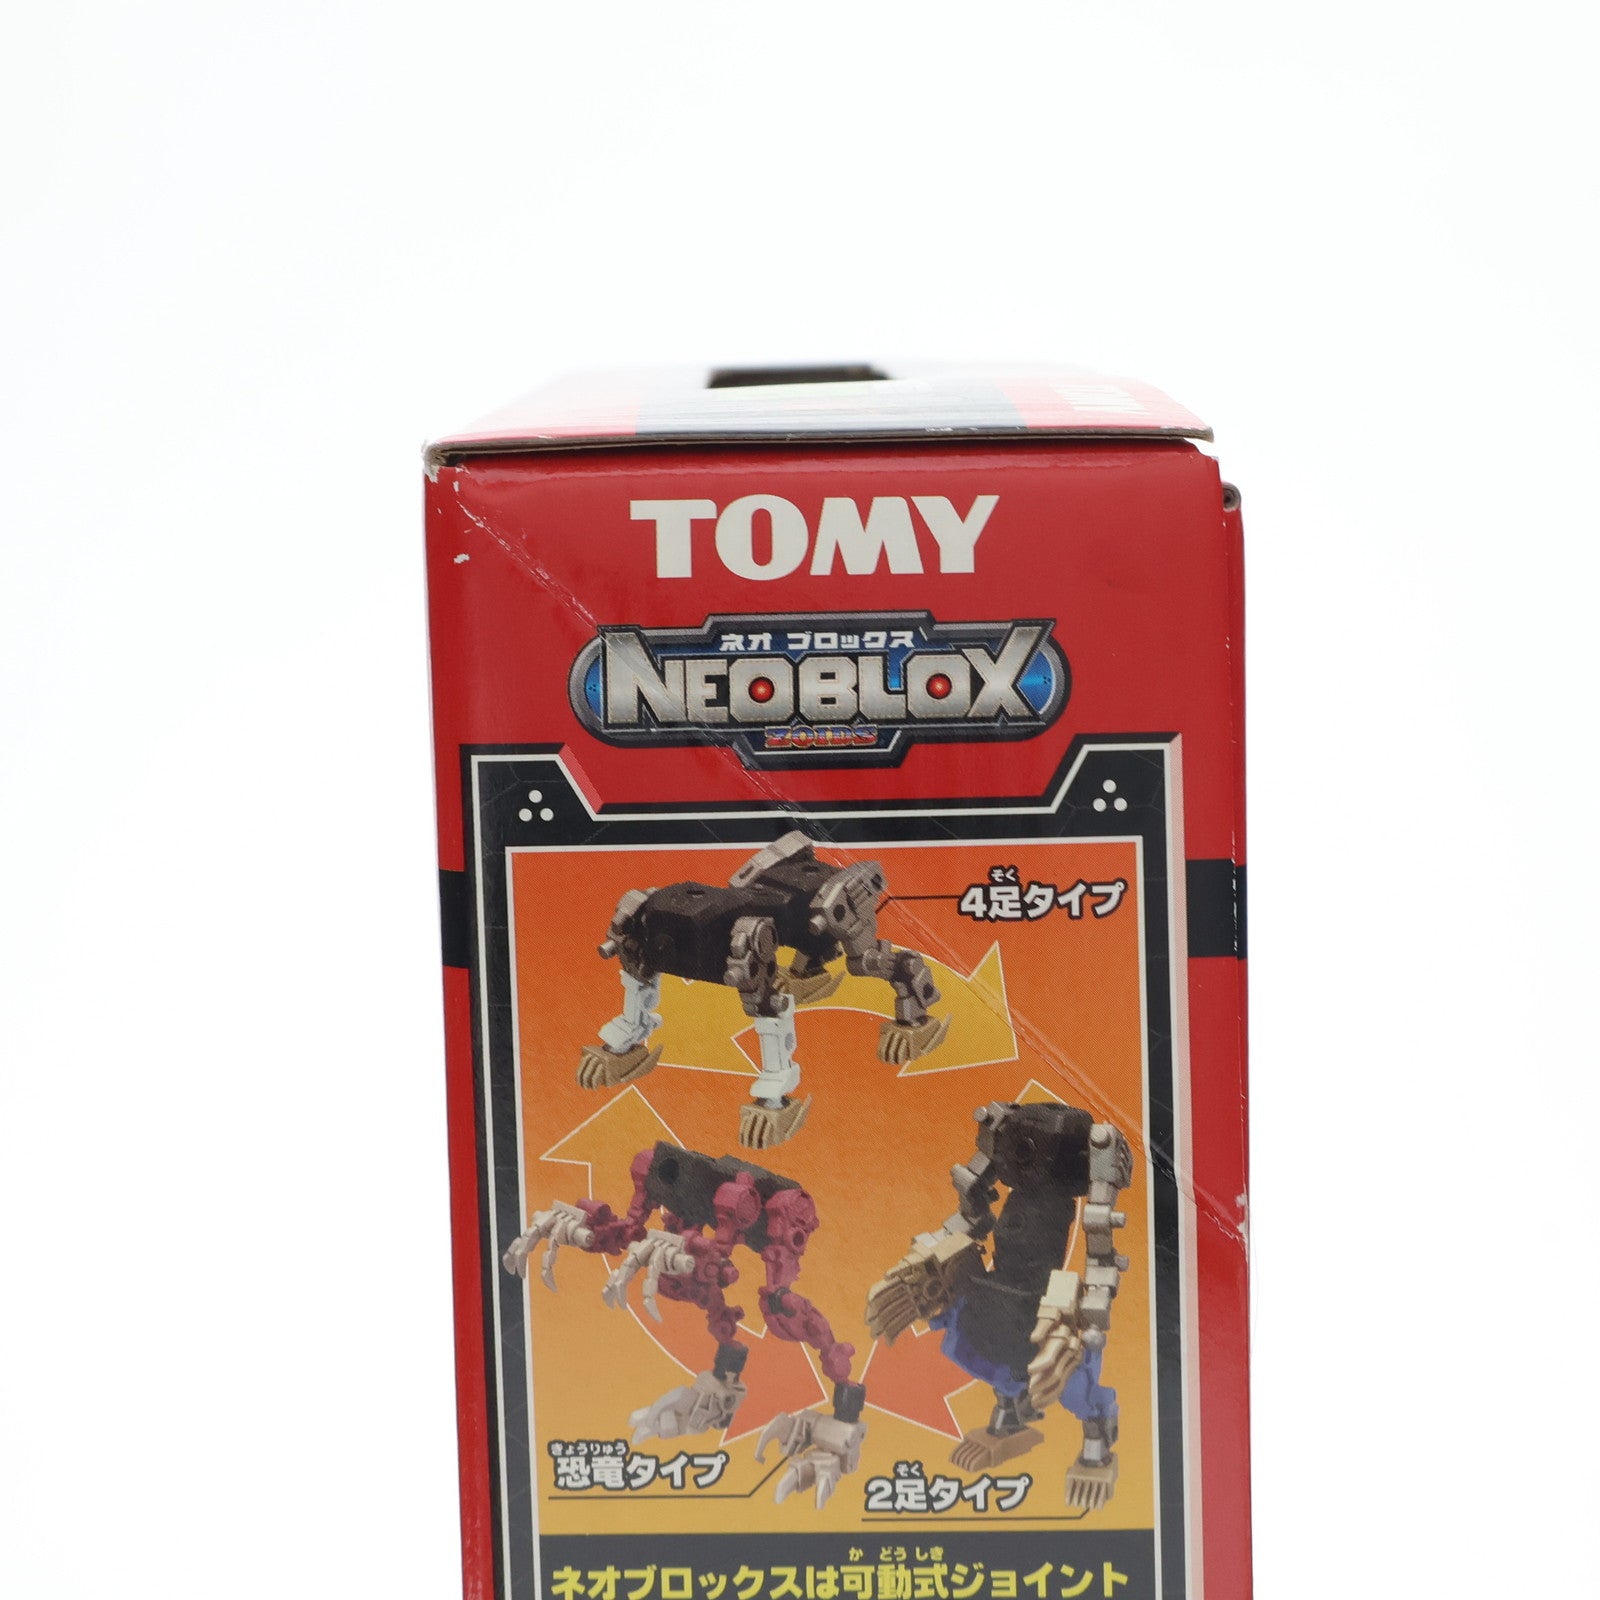 TOMY
ネオ ブロックス
NEOBLOX
ZOIDS
そく
4足タイプ
きょうりゅう
恐竜タイプ
そく
2足タイプ
か どう しき
ネオブロックスは可動式ジョイント